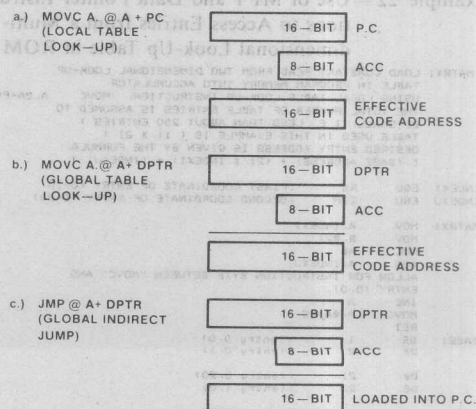 a.) MOVC A. @ A + PC
(LOCAL TABLE
LOOK—UP)
16—BIT P.C.
8—BIT ACC
16—BIT EFFECTIVE
CODE ADDRESS
b.) MOVC A.@ A+ DPTR
(GLOBAL TABLE
LOOK—UP)
16—BIT DPTR
8—BIT ACC
16—BIT EFFECTIVE
CODE ADDRESS
c.) JMP @ A+ DPTR
(GLOBAL INDIRECT
JUMP)
16—BIT DPTR
8—BIT ACC
16—BIT LOADED INTO P.C.